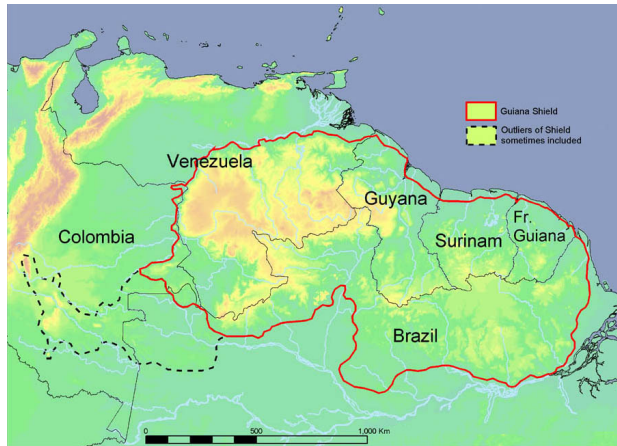 Guiana Shield
Outliers of Shield
sometimes included
Venezuela
Guyana
Fr.
Guiana
Surinam
Colombia
Brazil
0
500
1,000 Km